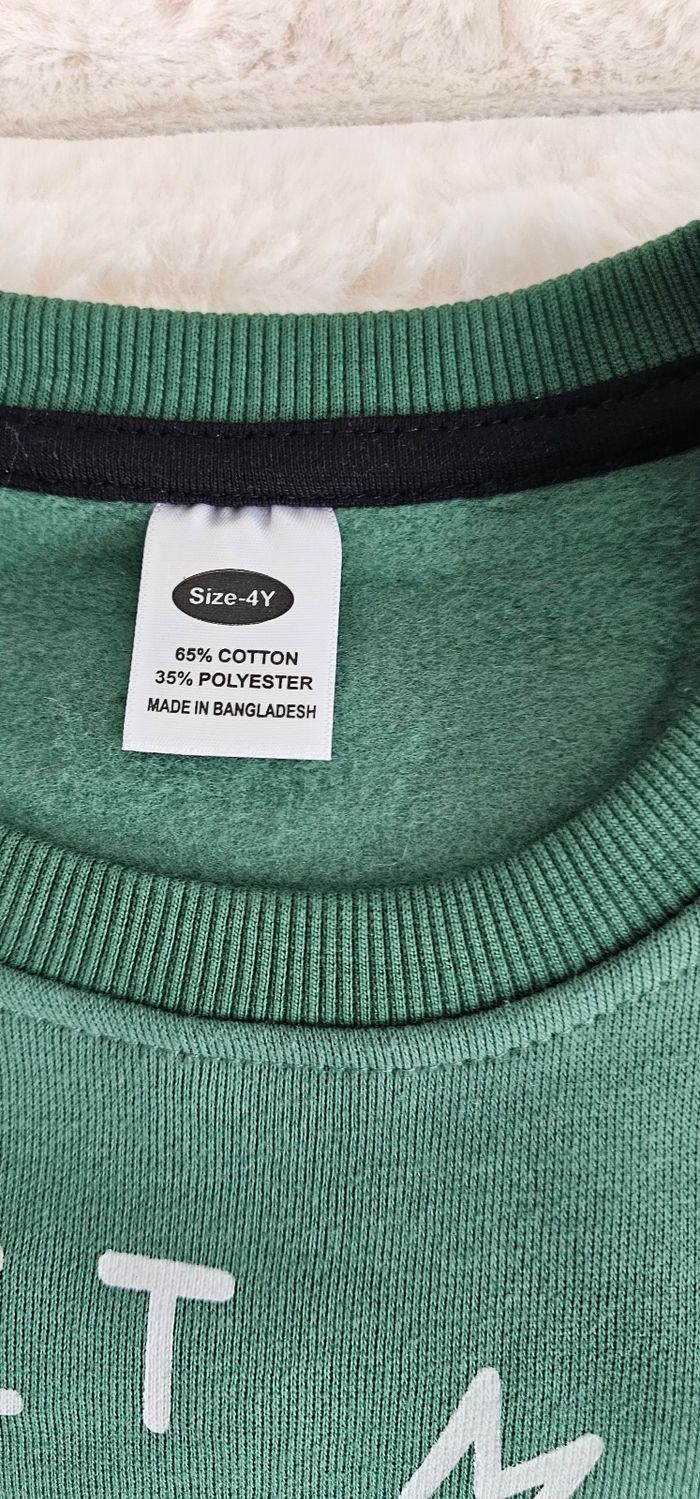 Size-4Y
65% COTTON
35% POLYESTER
MADE IN BANGLADESH
T
M